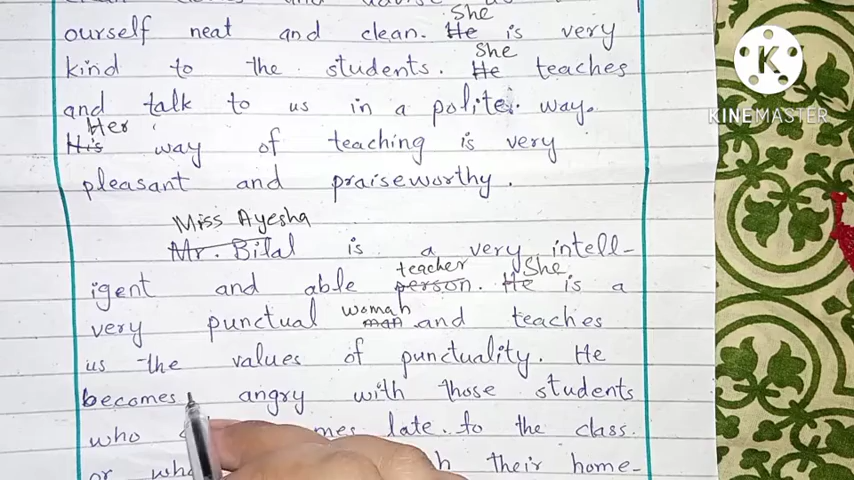 She
ourself neat and clean. He is very
She
kind to the students. He teaches
and talk to us in a polite. way.
Her
His way of teaching is very
pleasant and praiseworthy.
Miss Ayesha
Mr. Bilal is a very intell-
teacher She
igent and able person. He is a
woman
very punctual man and teaches
us the values of punctuality. He
becomes angry with those students
who late to the class.
or their home-
K
KINEMASTER